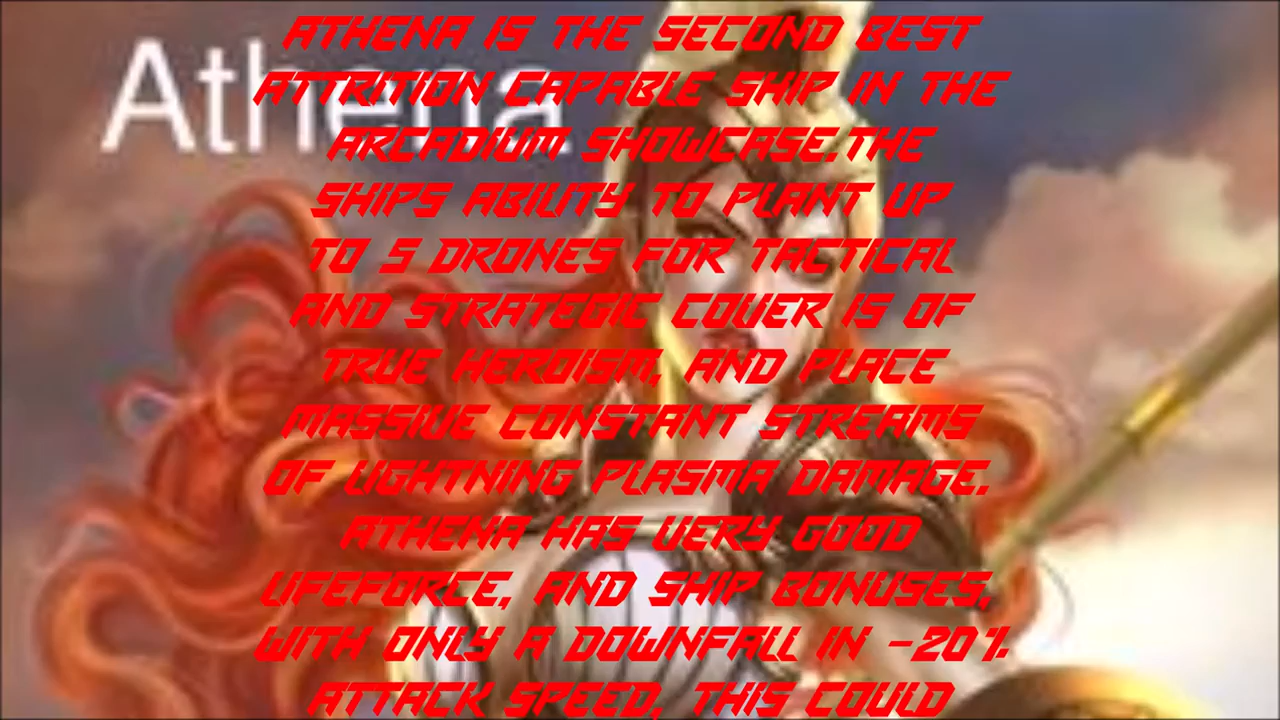 Athena
ATHENA IS THE SECOND BEST
ATTRITION CAPABLE SHIP IN THE
ARCADIUM SHOWCASE.THE
SHIPS ABILITY TO PLANT UP
TO 5 DRONES FOR TACTICAL
AND STRATEGIC COVER IS OF
TRUE HEROISM, AND PLACE
MASSIVE CONSTANT STREAMS
OF LIGHTNING PLASMA DAMAGE.
ATHENA HAS VERY GOOD
LIFEFORCE, AND SHIP BONUSES,
WITH ONLY A DOWNFALL IN -20%
ATTACK SPEED, THIS COULD